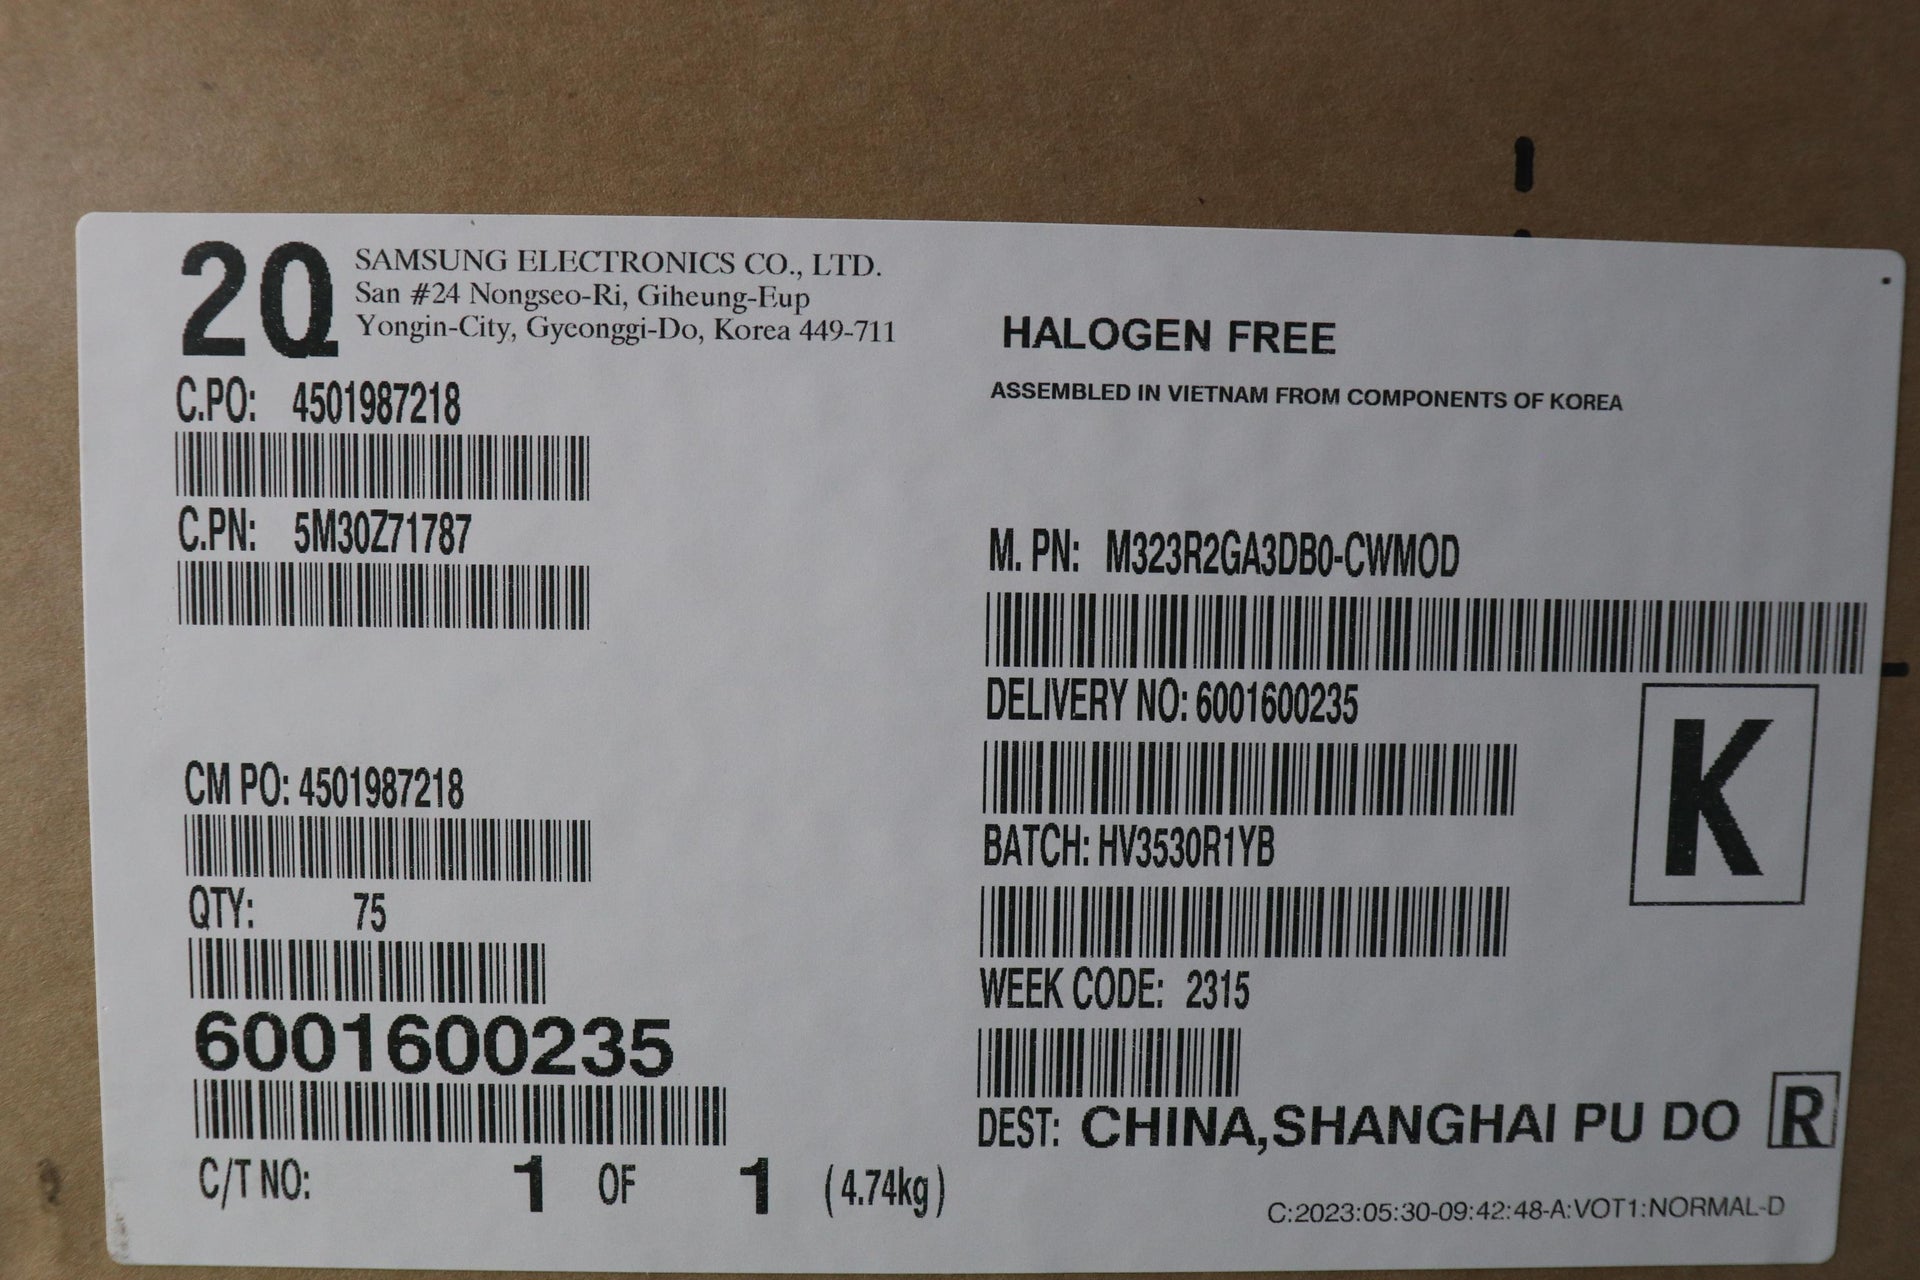 2Q
SAMSUNG ELECTRONICS CO., LTD.
San #24 Nongseo-Ri, Giheung-Eup
Yongin-City, Gyeonggi-Do, Korea 449-711
C.PO: 4501987218
C.PN: 5M30Z71787
CM PO: 4501987218
QTY: 75
6001600235
C/T NO: 1 OF 1 (4.74kg)
HALOGEN FREE
ASSEMBLED IN VIETNAM FROM COMPONENTS OF KOREA
M. PN: M323R2GA3DB0-CWMOD
DELIVERY NO: 6001600235
K
BATCH: HV3530R1YB
WEEK CODE: 2315
DEST: CHINA,SHANGHAI PU DO R
C:2023:05:30-09:42:48-A:VOT1:NORMAL-D